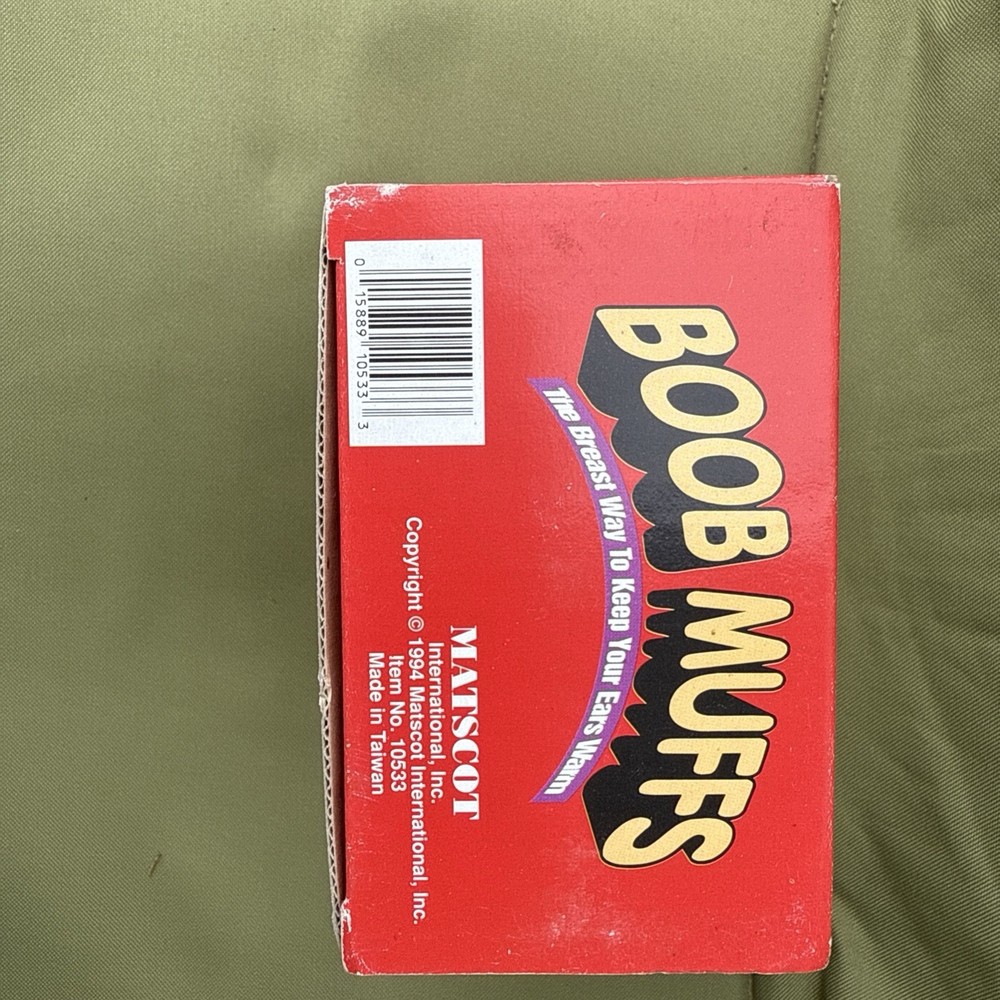 BOOB MUFFS
The Breast Way To Keep Your Ears Warm
MATSCOT
International, Inc.
Copyright © 1994 Matscot International, Inc.
Item No. 10533
Made in Taiwan
0 15889 10533 3